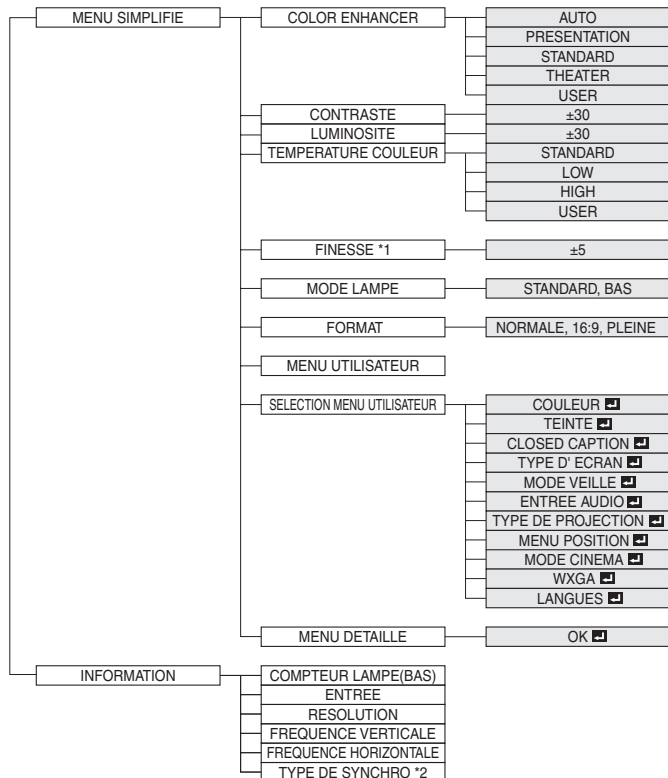 MENU SIMPLIFIE
COLOR ENHANCER
AUTO
PRESENTATION
STANDARD
THEATER
USER
CONTRASTE
±30
LUMINOSITE
±30
TEMPERATURE COULEUR
STANDARD
LOW
HIGH
USER
FINESSE *1
±5
MODE LAMPE
STANDARD, BAS
FORMAT
NORMALE, 16:9, PLEINE
MENU UTILISATEUR
SELECTION MENU UTILISATEUR
COULEUR
TEINTE
CLOSED CAPTION
TYPE D' ECRAN
MODE VEILLE
ENTREE AUDIO
TYPE DE PROJECTION
MENU POSITION
MODE CINEMA
WXGA
LANGUES
MENU DETAILLE
OK
INFORMATION
COMPTEUR LAMPE(BAS)
ENTREE
RESOLUTION
FREQUENCE VERTICALE
FREQUENCE HORIZONTALE
TYPE DE SYNCHRO *2